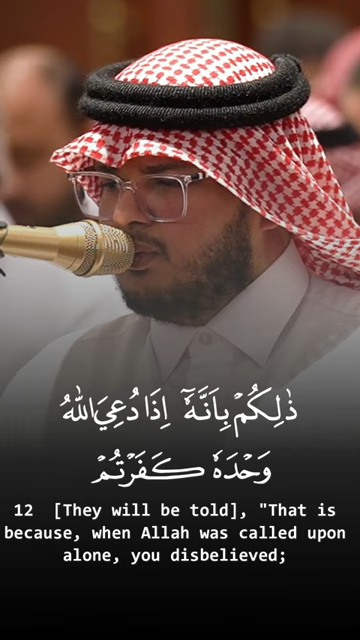 ذَٰلِكُمۡ بِأَنَّهُۥٓ إِذَا دُعِيَ ٱللَّهُ
وَحۡدَهُۥ كَفَرۡتُمۡ
12 [They will be told], "That is
because, when Allah was called upon
alone, you disbelieved;